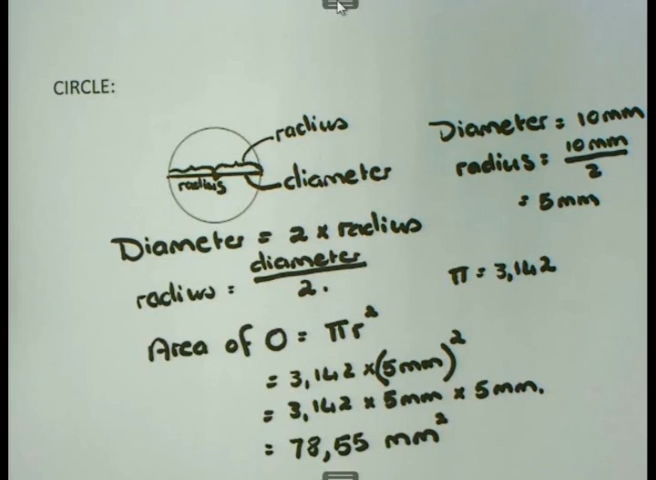 CIRCLE:
radius
radius
diameter
Diameter = 10mm
radius = 10mm
2
= 5mm
Diameter = 2 x radius
radius = diameter
2.
π = 3,142
Area of O = πr²
= 3,142 x (5mm)²
= 3,142 x 5mm x 5mm.
= 78,55 mm²